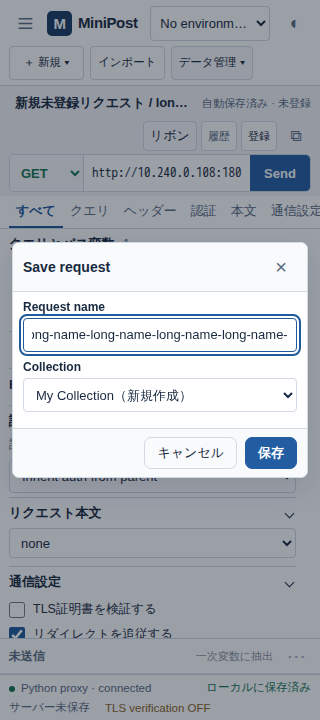 M MiniPost No environm…
＋ 新規 ▾ インポート データ管理 ▾
新規未登録リクエスト / lon… 自動保存済み · 未登録
リボン 履歴 登録
GET http://10.240.0.108:180 Send
すべて クエリ ヘッダー 認証 本文 通信設定
Save request ×
Request name
ong-name-long-name-long-name-long-name-
Collection
My Collection（新規作成）
キャンセル 保存
リクエスト本文
none
通信設定
TLS証明書を検証する
リダイレクトを追従する
未送信 一次変数に抽出 ···
Python proxy · connected ローカルに保存済み
サーバー未保存 TLS verification OFF